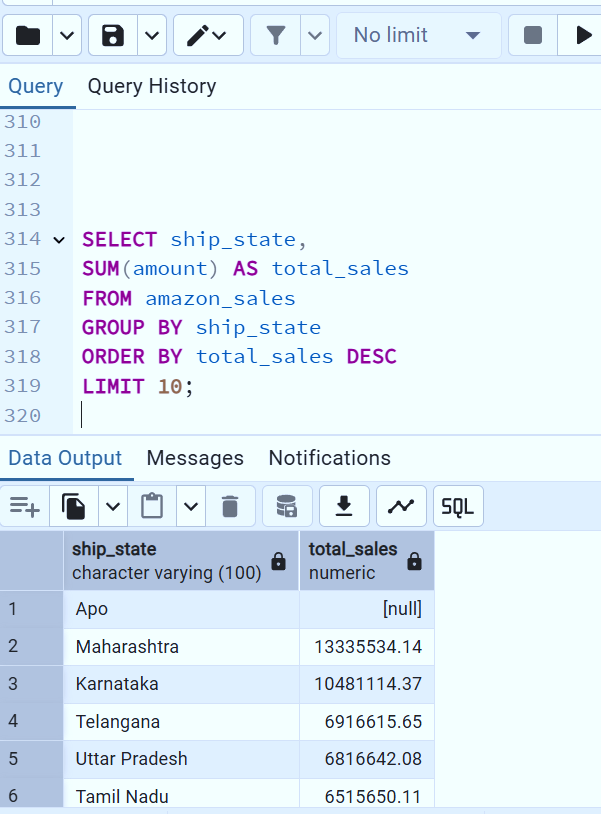 No limit
Query Query History
310
311
312
313
314 SELECT ship_state,
315 SUM(amount) AS total_sales
316 FROM amazon_sales
317 GROUP BY ship_state
318 ORDER BY total_sales DESC
319 LIMIT 10;
320
Data Output Messages Notifications
SQL
ship_state total_sales
character varying (100) numeric
1 Apo [null]
2 Maharashtra 13335534.14
3 Karnataka 10481114.37
4 Telangana 6916615.65
5 Uttar Pradesh 6816642.08
6 Tamil Nadu 6515650.11